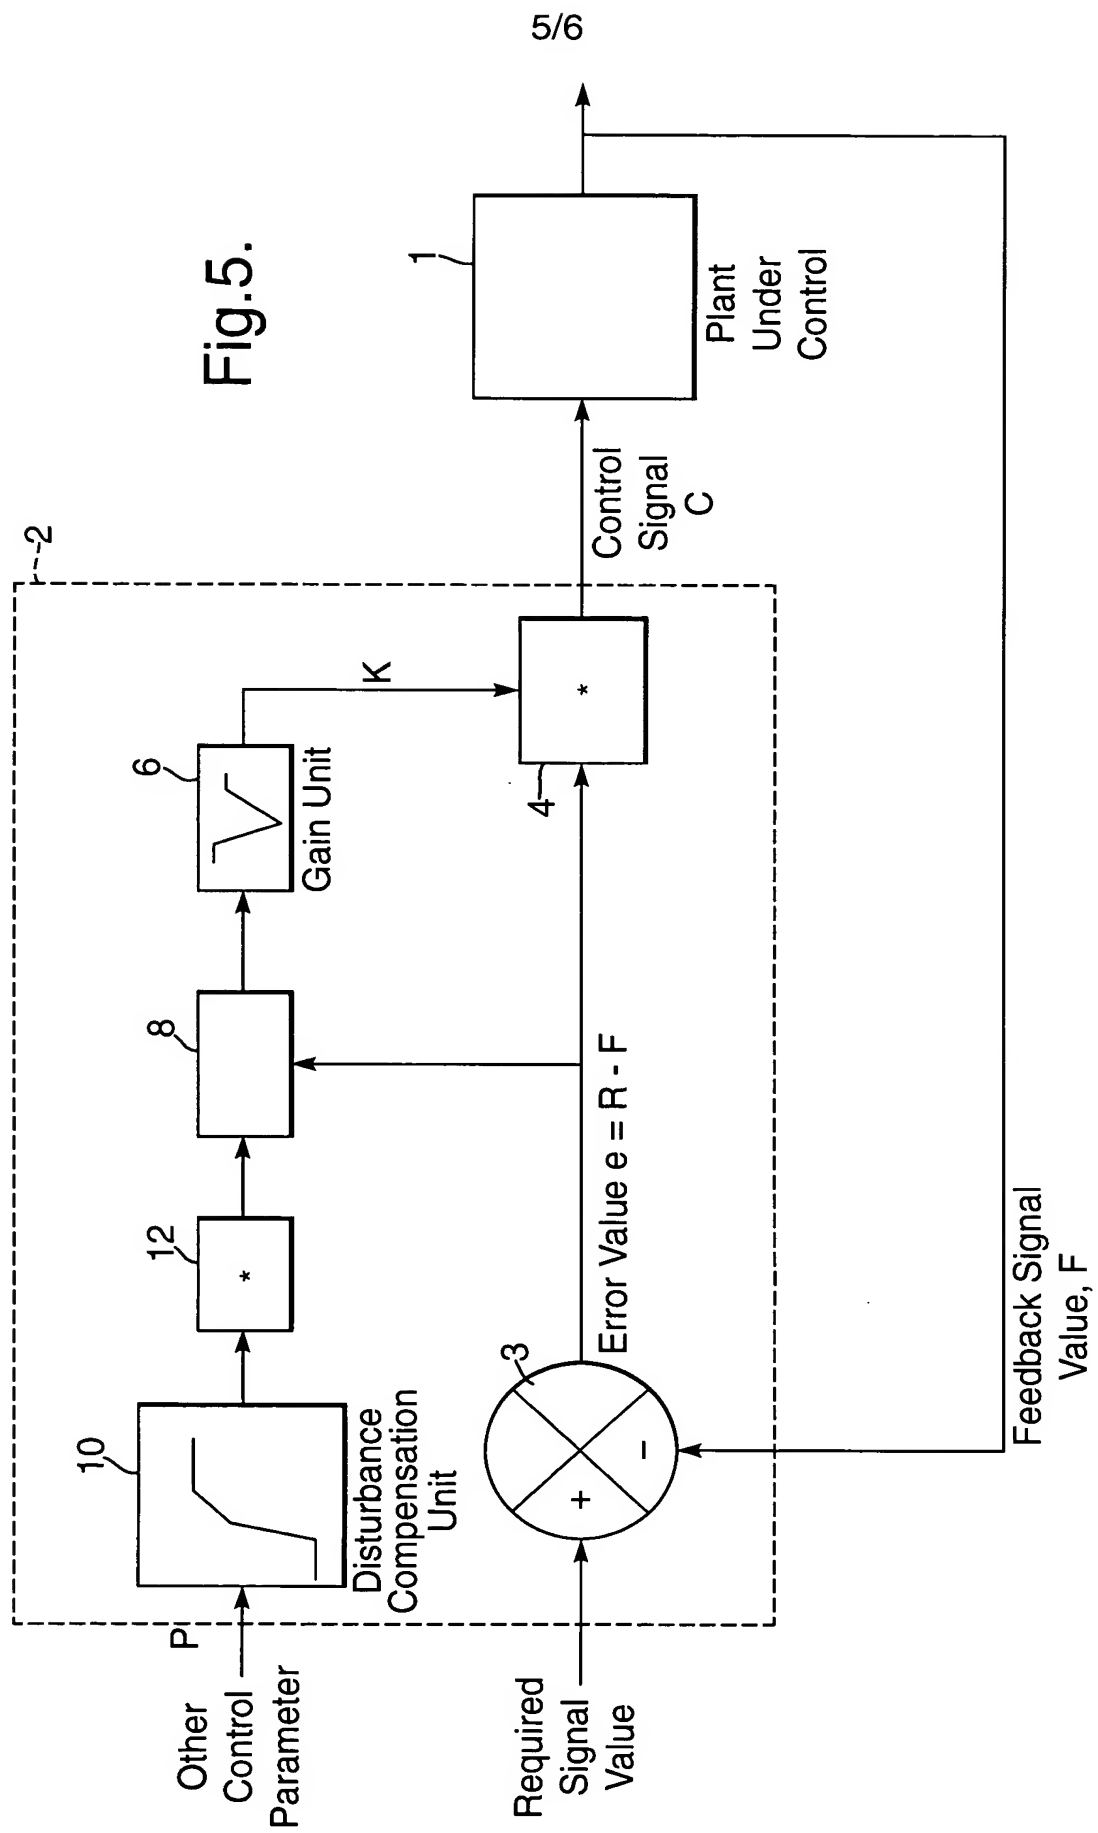 5/6
Fig.5.
2
10
12
8
6
P
Other
Control
Parameter
Disturbance
Compensation
Unit
*
Gain Unit
K
1
Plant
Under
Control
Required
Signal
Value
3
+
-
Error Value e = R - F
4
*
Control
Signal
C
Feedback Signal
Value, F